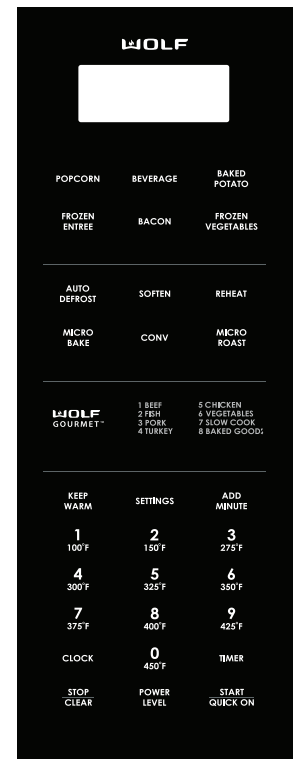 WOLF
POPCORN BEVERAGE BAKED POTATO
FROZEN ENTREE BACON FROZEN VEGETABLES
AUTO DEFROST SOFTEN REHEAT
MICRO BAKE CONV MICRO ROAST
WOLF GOURMET™
1 BEEF
2 FISH
3 PORK
4 TURKEY
5 CHICKEN
6 VEGETABLES
7 SLOW COOK
8 BAKED GOODS
KEEP WARM SETTINGS ADD MINUTE
1 2 3
100°F 150°F 275°F
4 5 6
300°F 325°F 350°F
7 8 9
375°F 400°F 425°F
CLOCK 0 TIMER
450°F
STOP POWER START
CLEAR LEVEL QUICK ON